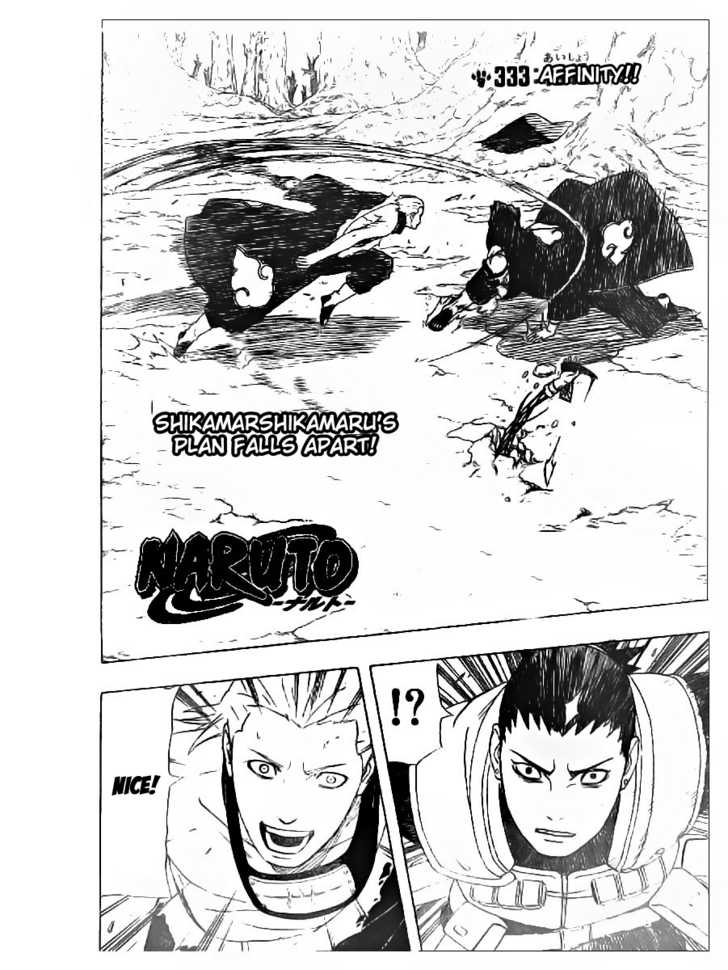 あいしょう
333:AFFINITY!!
SHIKAMARSHIKAMARU'S
PLAN FALLS APART!
NARUTO
-ナルト-
!?
NICE!